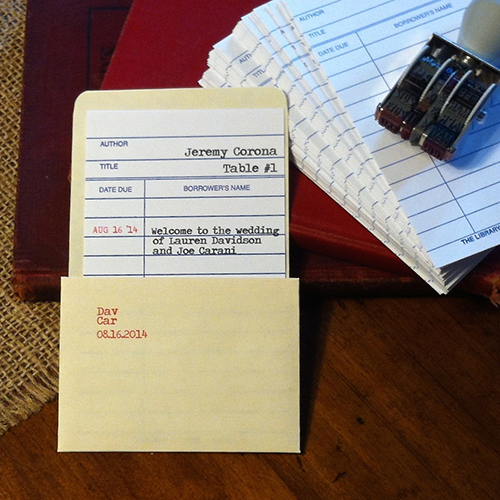 AUTHOR
Jeremy Corona
TITLE
Table #1
DATE DUE
BORROWER'S NAME
AUG 16 '14
Welcome to the wedding
of Lauren Davidson
and Joe Carani
Dav
Car
08.16.2014
AUTHOR
TITLE
DATE DUE
BORROWER'S NAME
THE LIBRARY